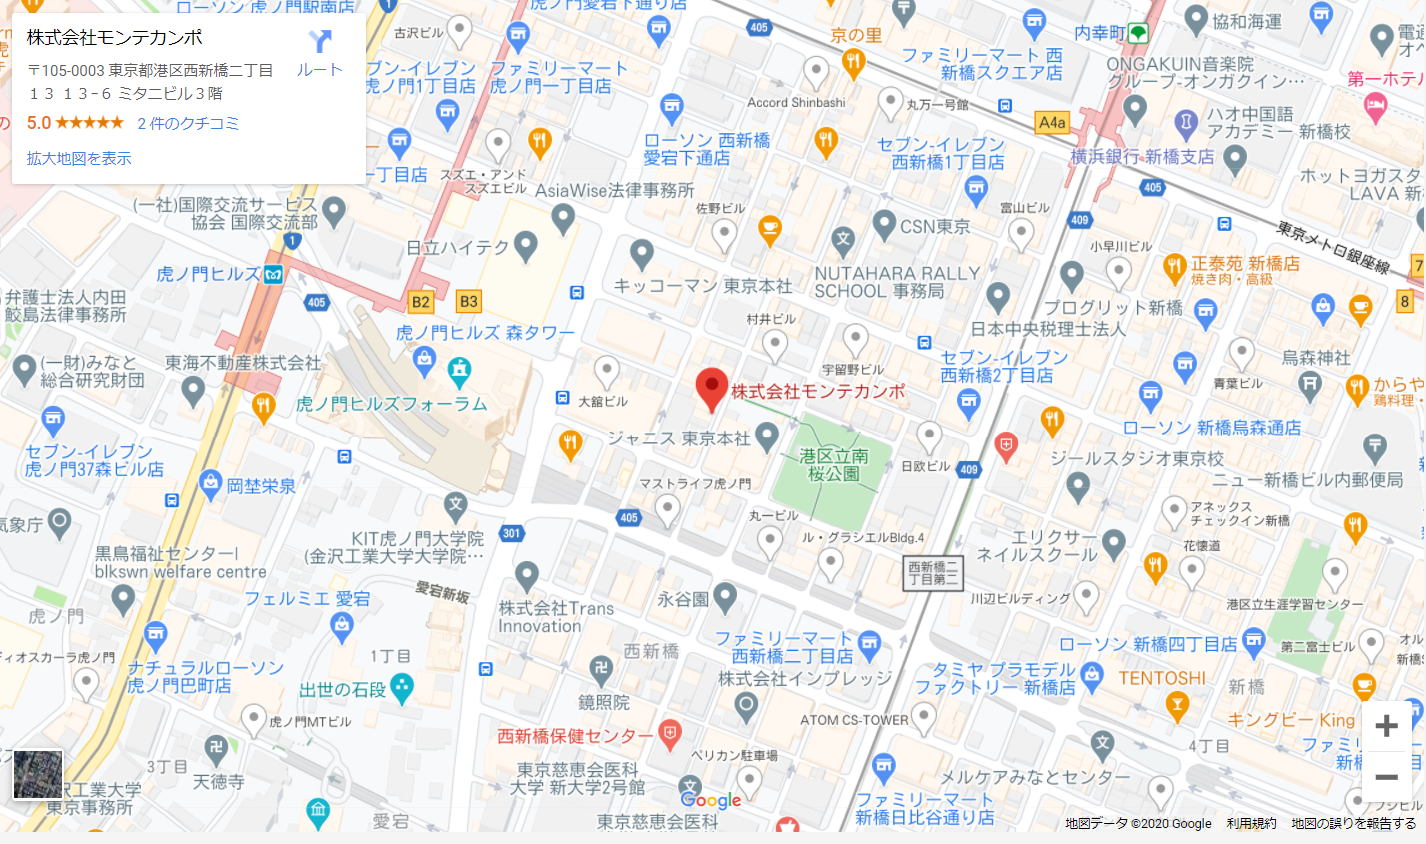 株式会社モンテカンポ
〒105-0003 東京都港区西新橋二丁目
１３ １３−６ ミタニビル３階
5.0 ★★★★★ 2 件のクチコミ
ルート
拡大地図を表示
ローソン 虎ノ門駅南店
虎ノ門愛宕下通り店
古沢ビル
ブン-イレブン
虎ノ門1丁目店
ファミリーマート
虎ノ門一丁目店
405
京の里
ファミリーマート 西
新橋スクエア店
内幸町
協和海運
ONGAKUIN音楽院
グループ-オンガクイン…
第一ホテル
Accord Shinbashi
丸万一号館
A4a
ハオ中国語
アカデミー 新橋校
ローソン 西新橋
愛宕下通店
セブン-イレブン
西新橋1丁目店
横浜銀行 新橋支店
一丁目店
スズエ・アンド
スズエビル
AsiaWise法律事務所
405
ホットヨガスタ
LAVA 新
(一社)国際交流サービス
協会 国際交流部
佐野ビル
富山ビル
409
CSN東京
1
日立ハイテク
小早川ビル
東京メトロ銀座線
虎ノ門ヒルズ
キッコーマン 東京本社
NUTAHARA RALLY
SCHOOL 事務局
正泰苑 新橋店
焼き肉・高級
7
8
弁護士法人内田
鮫島法律事務所
405
B2
B3
プログリット新橋
日本中央税理士法人
虎ノ門ヒルズ 森タワー
村井ビル
宇留野ビル
セブン-イレブン
西新橋2丁目店
烏森神社
(一財)みなと
総合研究財団
東海不動産株式会社
青葉ビル
からや
鶏料理・
株式会社モンテカンポ
大舘ビル
虎ノ門ヒルズフォーラム
ローソン 新橋烏森通店
ジャニス 東京本社
港区立南
桜公園
日欧ビル
409
ジールスタジオ東京校
セブン-イレブン
虎ノ門37森ビル店
岡埜栄泉
マストライフ虎ノ門
ニュー新橋ビル内郵便局
気象庁
405
丸一ビル
アネックス
チェックイン新橋
301
KIT虎ノ門大学院
(金沢工業大学大学院…
ル・グラシエルBldg.4
エリクサー
ネイルスクール
花懐道
黒鳥福祉センター|
blkswn welfare centre
西新橋二
丁目第二
愛宕新坂
フェルミエ 愛宕
株式会社Trans
Innovation
永谷園
川辺ビルディング
港区立生涯学習センター
虎ノ門
ファミリーマート
西新橋二丁目店
ローソン 新橋四丁目店
第二富士ビル
ディオスカーラ虎ノ門
1丁目
西新橋
ナチュラルローソン
虎ノ門巴町店
出世の石段
株式会社インプレッジ
タミヤ プラモデル
ファクトリー 新橋店
TENTOSHI
新橋
鏡照院
虎ノ門MTビル
ATOM CS-TOWER
キングビー King
西新橋保健センター
ペリカン駐車場
4丁目
3丁目
天徳寺
東京慈恵会医科
大学 新大学2号館
メルケアみなとセンター
沢工業大学
東京事務所
Google
ファミリーマート
新橋日比谷通り店
愛宕
東京慈恵会医科
地図データ ©2020 Google 利用規約 地図の誤りを報告する